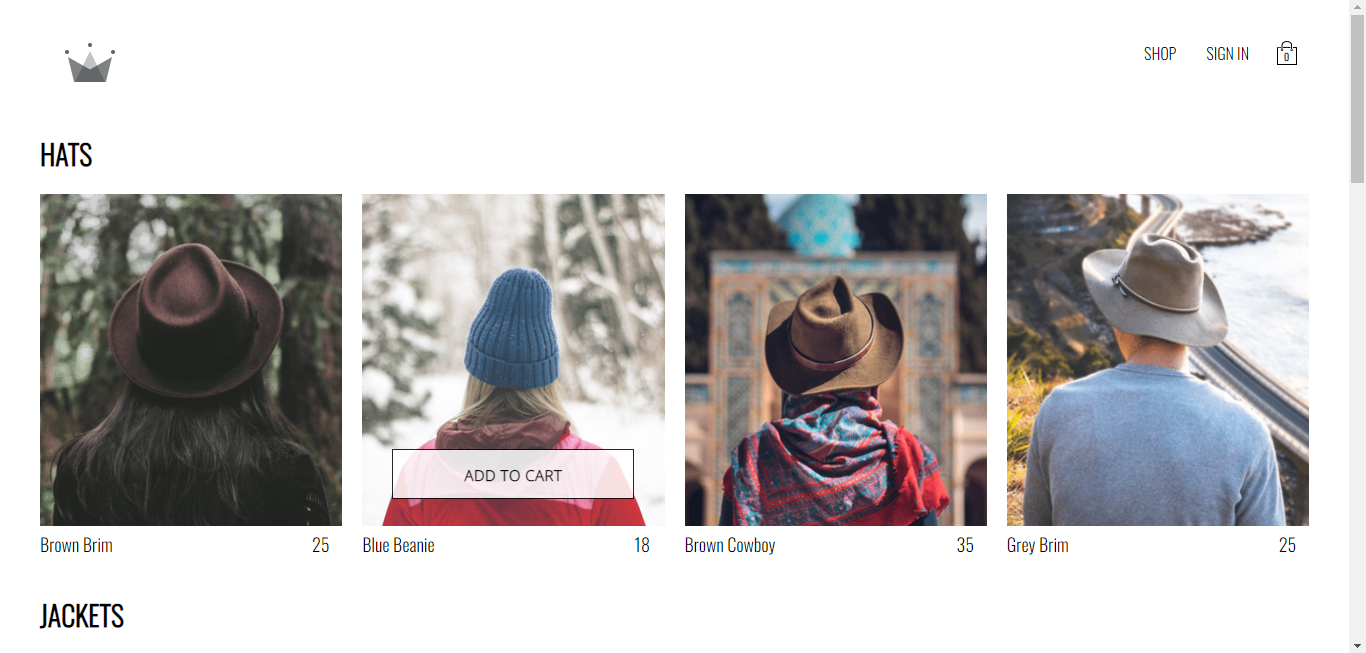 SHOP SIGN IN 0
HATS
ADD TO CART
Brown Brim 25 Blue Beanie 18 Brown Cowboy 35 Grey Brim 25
JACKETS